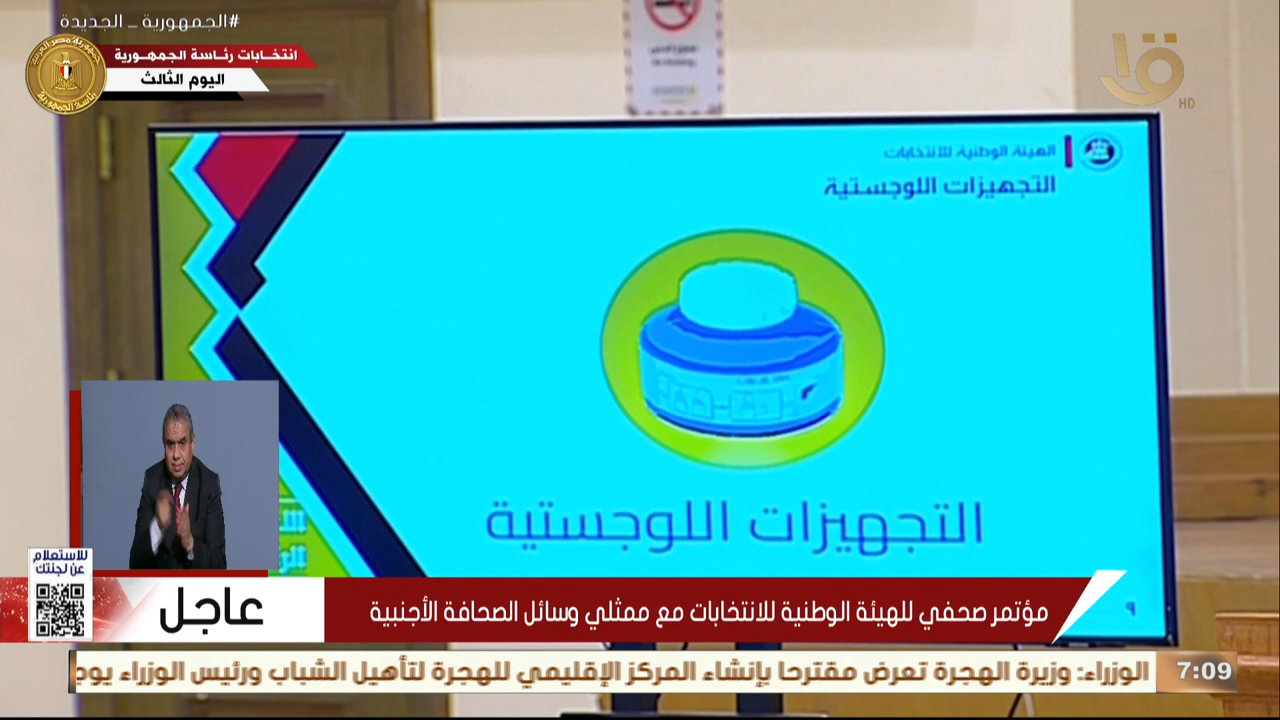 #الجمهورية _ الجديدة
انتخابات رئاسة الجمهورية
اليوم الثالث
HD
الهيئة الوطنية للانتخابات
التجهيزات اللوجستية
التجهيزات اللوجستية
٩
للاستعلام
عن لجنتك
عاجل
مؤتمر صحفي للهيئة الوطنية للانتخابات مع ممثلي وسائل الصحافة الأجنبية
7:09
الوزراء: وزيرة الهجرة تعرض مقترحا بإنشاء المركز الإقليمي للهجرة لتأهيل الشباب ورئيس الوزراء